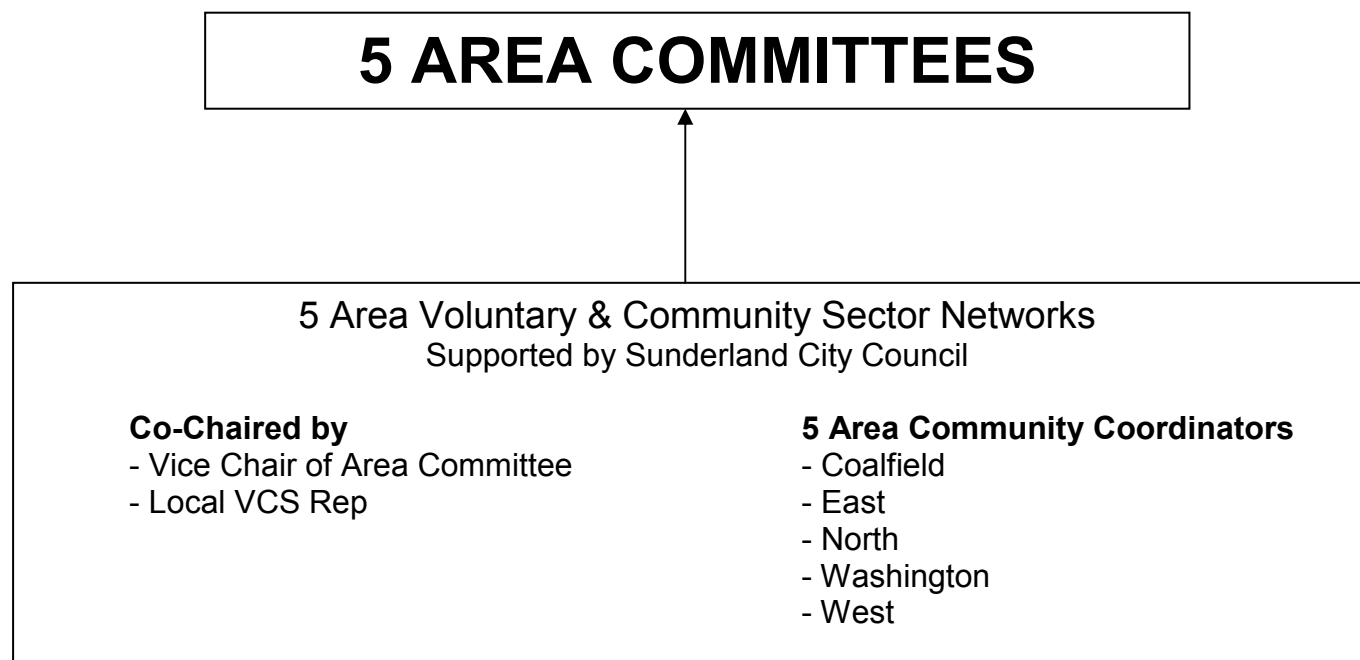 5 AREA COMMITTEES
5 Area Voluntary & Community Sector Networks
Supported by Sunderland City Council
Co-Chaired by
- Vice Chair of Area Committee
- Local VCS Rep
5 Area Community Coordinators
- Coalfield
- East
- North
- Washington
- West